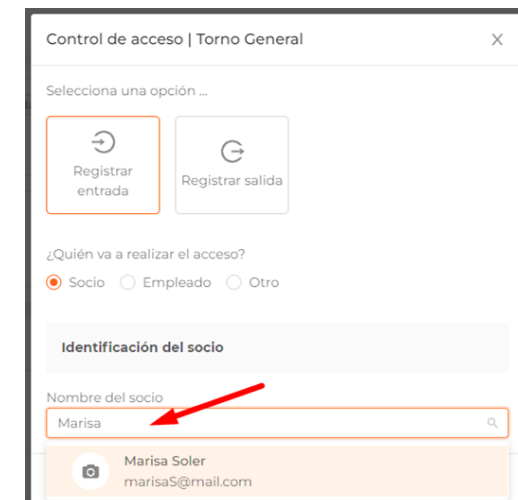 Control de acceso | Torno General
Selecciona una opción ...
Registrar
entrada
Registrar salida
¿Quién va a realizar el acceso?
Socio
Empleado
Otro
Identificación del socio
Nombre del socio
Marisa
Marisa Soler
marisaS@mail.com